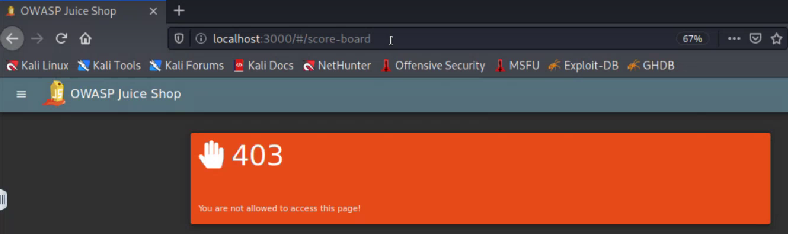 OWASP Juice Shop
localhost:3000/#/score-board
67%
Kali Linux Kali Tools Kali Forums Kali Docs NetHunter Offensive Security MSFU Exploit-DB GHDB
OWASP Juice Shop
403
You are not allowed to access this page!